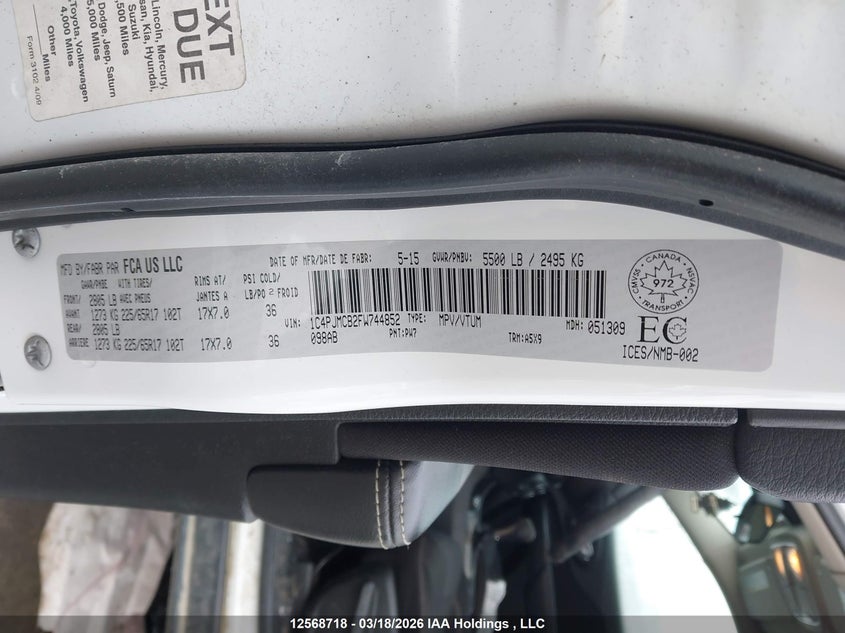 EXT
DUE
Lincoln, Mercury,
san, Kia, Hyundai,
Suzuki
,500 Miles
Dodge, Jeep, Saturn
5,000 Miles
Toyota, Volkswagen
4,000 Miles
Other
Miles
Form 3102 4/09
MFD BY/FABR PAR FCA US LLC
DATE OF MFR/DATE DE FABR: 5-15 GVWR/PNBV: 5500 LB / 2495 KG
GAWR/PNBE WITH TIRES/ RIMS AT/ PSI COLD/
FRONT/ 2805 LB AVEC PNEUS JANTES A LB/PO² FROID
AVANT: 1273 KG 225/65R17 102T 17X7.0 36
REAR/ 2805 LB
ARRIERE: 1273 KG 225/65R17 102T 17X7.0 36
VIN: 1C4PJMCB2FW744852 TYPE: MPV/VTUM MDH: 051309
098AB PNT: PW7 TRM: A5X9
CMVSS CANADA NSVAC
972
TRANSPORT
EC
ICES/NMB-002
12568718 - 03/18/2026 IAA Holdings , LLC